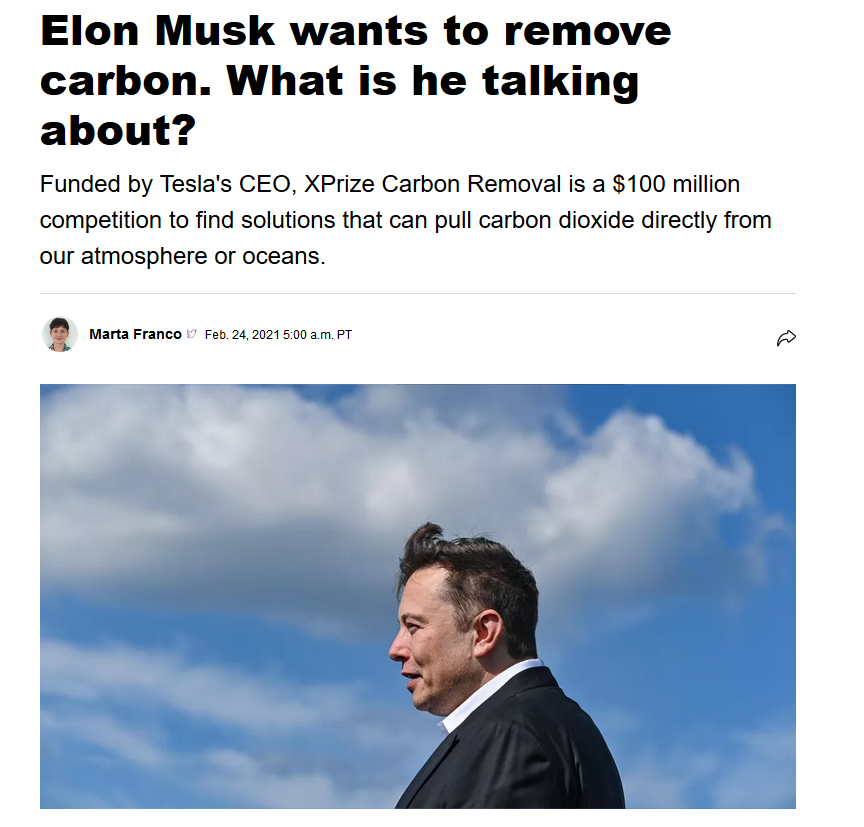 Elon Musk wants to remove
carbon. What is he talking
about?
Funded by Tesla's CEO, XPrize Carbon Removal is a $100 million
competition to find solutions that can pull carbon dioxide directly from
our atmosphere or oceans.
Marta Franco Feb. 24, 2021 5:00 a.m. PT